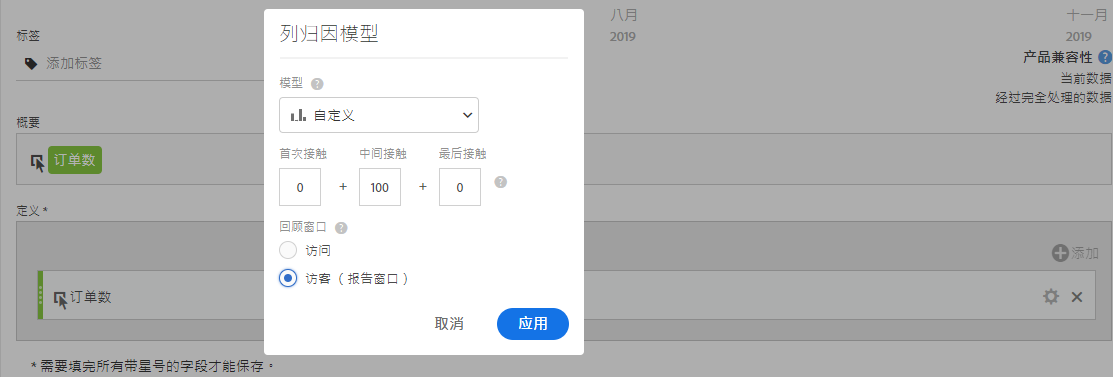 八月
2019
十一月
2019
标签
添加标签
产品兼容性 ?
当前数据
经过完全处理的数据
概要
订单数
定义 *
添加
订单数
* 需要填完所有带星号的字段才能保存。
列归因模型
模型 ?
自定义
首次接触 中间接触 最后接触
0 + 100 + 0 ?
回顾窗口 ?
访问
访客（报告窗口）
取消 应用